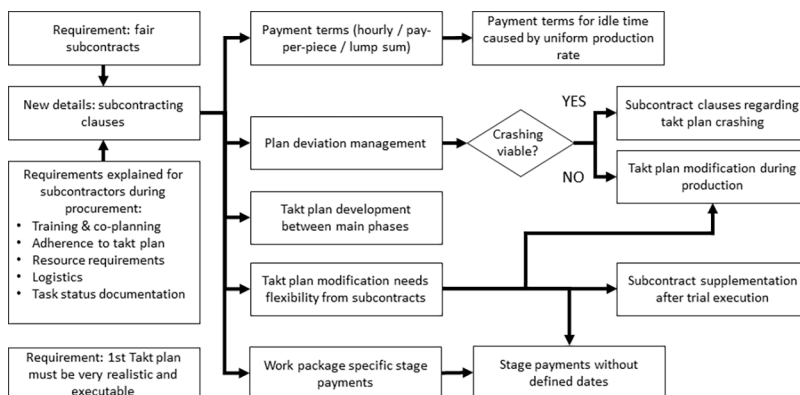 Requirement: fair
subcontracts
New details: subcontracting
clauses
Requirements explained for
subcontractors during
procurement:
• Training & co-planning
• Adherence to takt plan
• Resource requirements
• Logistics
• Task status documentation
Requirement: 1st Takt plan
must be very realistic and
executable
Payment terms (hourly / pay-
per-piece / lump sum)
Payment terms for idle time
caused by uniform production
rate
Plan deviation management
Crashing
viable?
YES
NO
Subcontract clauses regarding
takt plan crashing
Takt plan modification during
production
Takt plan development
between main phases
Takt plan modification needs
flexibility from subcontracts
Subcontract supplementation
after trial execution
Work package specific stage
payments
Stage payments without
defined dates